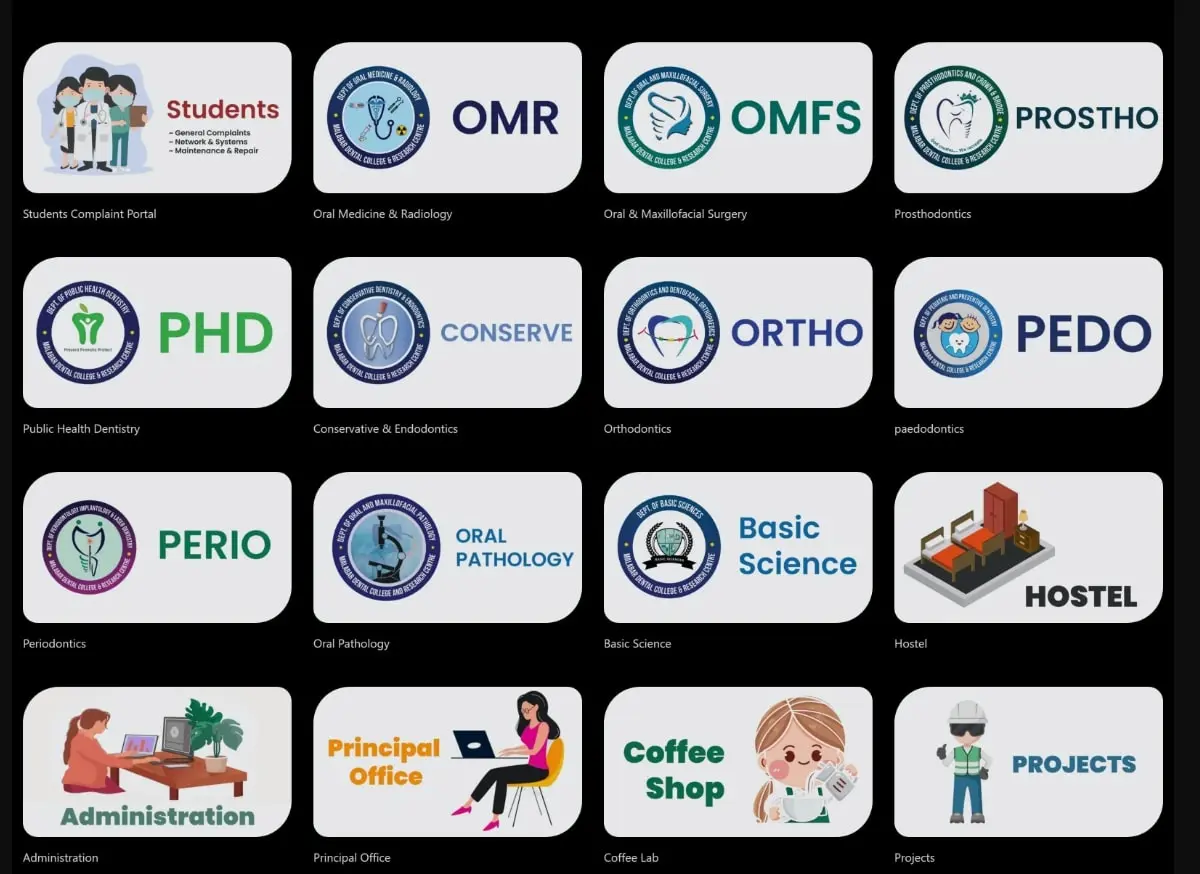 Students
- General Complaints
- Network & Systems
- Maintenance & Repair
Students Complaint Portal
DEPT OF ORAL MEDICINE & RADIOLOGY
MALABAR DENTAL COLLEGE & RESEARCH CENTRE
OMR
Oral Medicine & Radiology
DEPT. OF ORAL AND MAXILLOFACIAL SURGERY
MALABAR DENTAL COLLEGE & RESEARCH CENTRE
OMFS
Oral & Maxillofacial Surgery
DEPT. OF PROSTHODONTICS AND CROWN & BRIDGE
MALABAR DENTAL COLLEGE & RESEARCH CENTRE
PROSTHO
Prosthodontics
DEPT. OF PUBLIC HEALTH DENTISTRY
MALABAR DENTAL COLLEGE & RESEARCH CENTRE
PHD
Public Health Dentistry
DEPT. OF CONSERVATIVE DENTISTRY & ENDODONTICS
MALABAR DENTAL COLLEGE & RESEARCH CENTRE
CONSERVE
Conservative & Endodontics
DEPT. OF ORTHODONTICS AND DENTOFACIAL ORTHOPAEDICS
MALABAR DENTAL COLLEGE & RESEARCH CENTRE
ORTHO
Orthodontics
DEPT. OF PEDIATRIC AND PREVENTIVE DENTISTRY
MALABAR DENTAL COLLEGE & RESEARCH CENTRE
PEDO
paedodontics
DEPT. OF PERIODONTOLOGY IMPLANTOLOGY & LASER DENTISTRY
MALABAR DENTAL COLLEGE & RESEARCH CENTRE
PERIO
Periodontics
DEPT. OF ORAL AND MAXILLOFACIAL PATHOLOGY
MALABAR DENTAL COLLEGE AND RESEARCH CENTRE
ORAL
PATHOLOGY
Oral Pathology
DEPT. OF BASIC SCIENCES
BASIC SCIENCES
MALABAR DENTAL COLLEGE & RESEARCH CENTRE
Basic
Science
Basic Science
HOSTEL
Hostel
Administration
Administration
Principal
Office
Principal Office
Coffee
Shop
Coffee Lab
PROJECTS
Projects